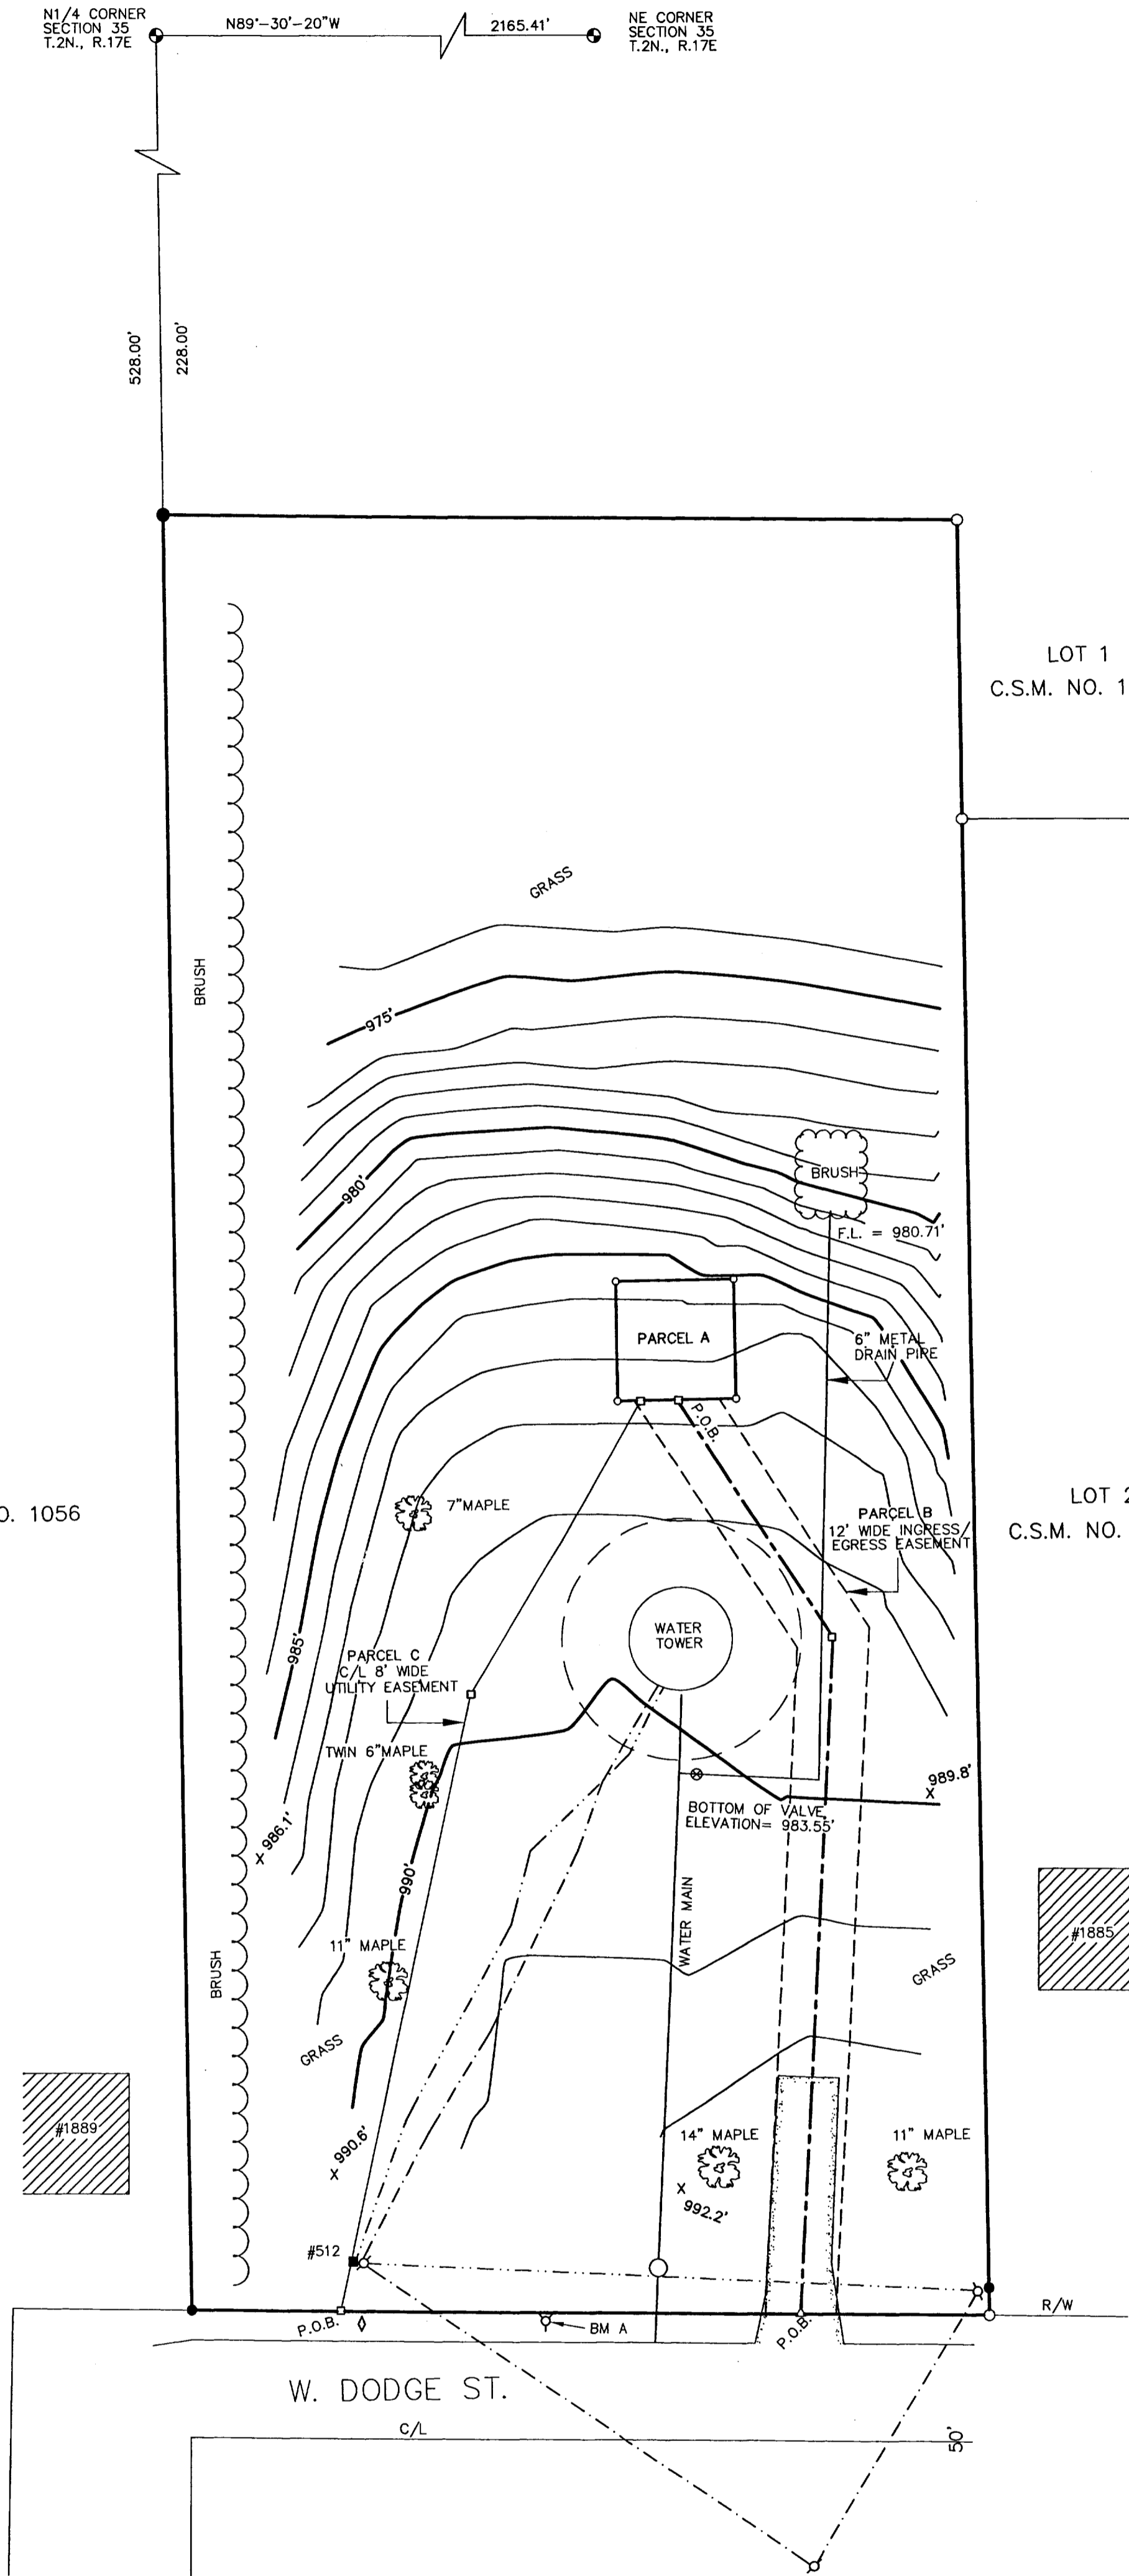 N1/4 CORNER
SECTION 35
T.2N., R.17E
N89°-30'-20"W
2165.41'
NE CORNER
SECTION 35
T.2N., R.17E
528.00'
228.00'
LOT 1
C.S.M. NO. 1
GRASS
BRUSH
975'
980'
BRUSH
F.L. = 980.71'
PARCEL A
6" METAL
DRAIN PIPE
P.O.B.
O. 1056
7"MAPLE
LOT 2
C.S.M. NO.
PARCEL B
12' WIDE INGRESS/
EGRESS EASEMENT
WATER
TOWER
985'
PARCEL C
C/L 8' WIDE
UTILITY EASEMENT
TWIN 6"MAPLE
989.8'
X
BOTTOM OF VALVE
ELEVATION= 983.55'
X 986.1'
990'
WATER MAIN
11" MAPLE
#1885
GRASS
BRUSH
GRASS
#1889
990.6'
X
14" MAPLE
11" MAPLE
X
992.2'
#512
P.O.B.
BM A
P.O.B.
R/W
W. DODGE ST.
C/L
50'